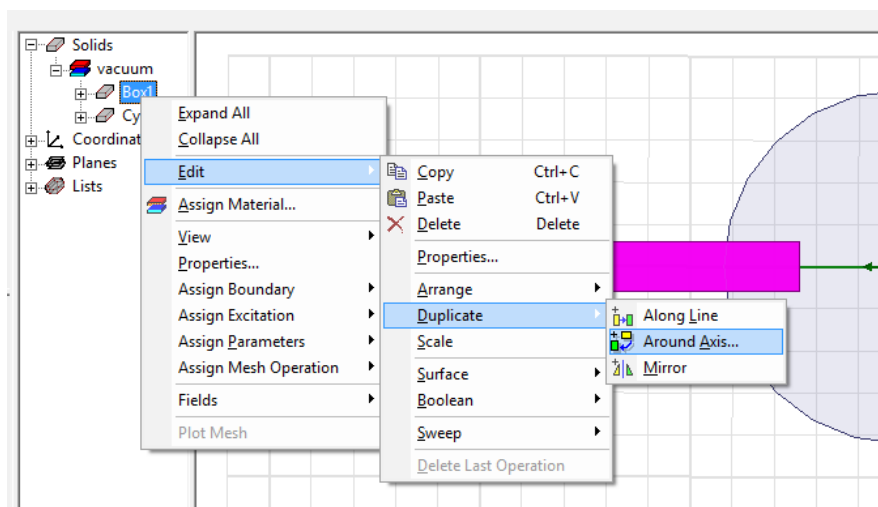 Solids
vacuum
Box1
Cy
Coordinat
Planes
Lists
Expand All
Collapse All
Edit
Assign Material...
View
Properties...
Assign Boundary
Assign Excitation
Assign Parameters
Assign Mesh Operation
Fields
Plot Mesh
Copy Ctrl+C
Paste Ctrl+V
Delete Delete
Properties...
Arrange
Duplicate
Scale
Surface
Boolean
Sweep
Delete Last Operation
Along Line
Around Axis...
Mirror